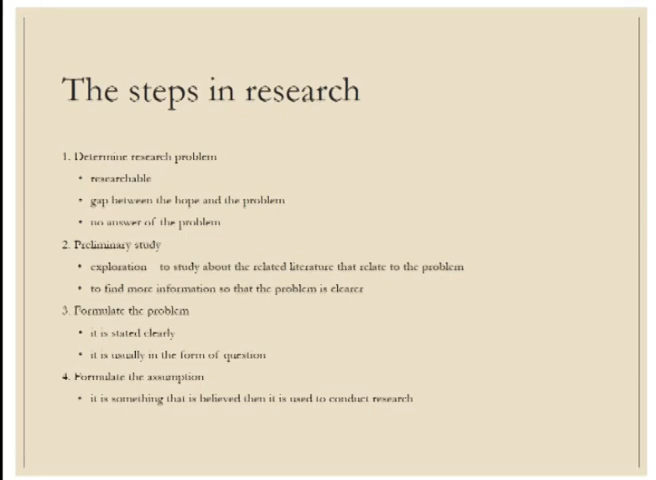 The steps in research
1. Determine research problem
• researchable
• gap between the hope and the problem
• no answer of the problem
2. Preliminary study
• exploration to study about the related literature that relate to the problem
• to find more information so that the problem is clearer
3. Formulate the problem
• it is stated clearly
• it is usually in the form of question
4. Formulate the assumption
• it is something that is believed then it is used to conduct research